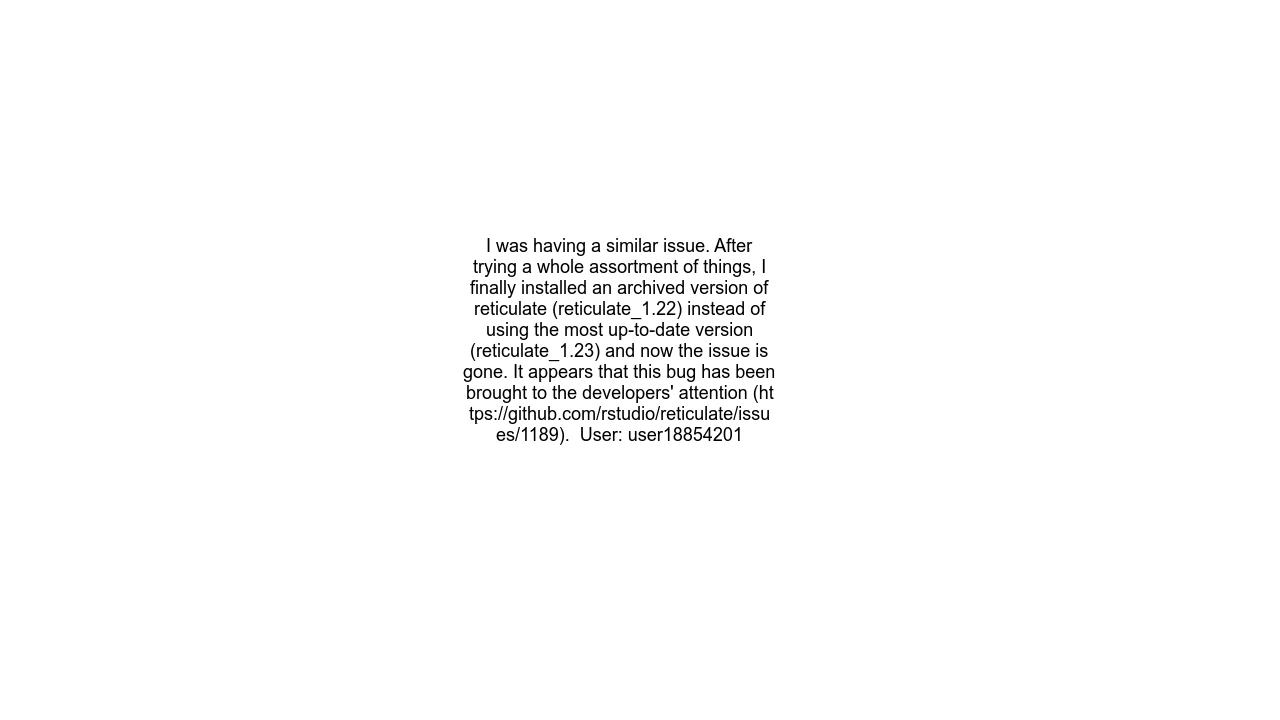 I was having a similar issue. After
trying a whole assortment of things, I
finally installed an archived version of
reticulate (reticulate_1.22) instead of
using the most up-to-date version
(reticulate_1.23) and now the issue is
gone. It appears that this bug has been
brought to the developers' attention (ht
tps://github.com/rstudio/reticulate/issu
es/1189).  User: user18854201